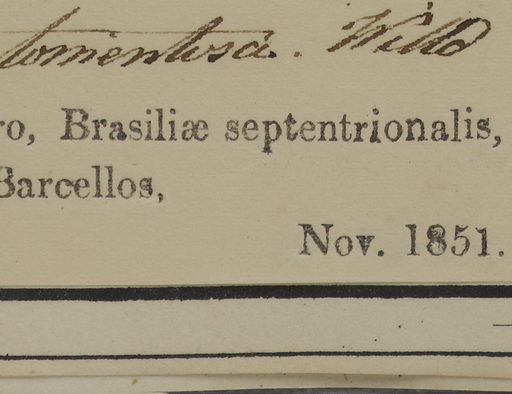 tomentosa. Willd
ro, Brasiliæ septentrionalis,
Barcellos,
Nov. 1851.